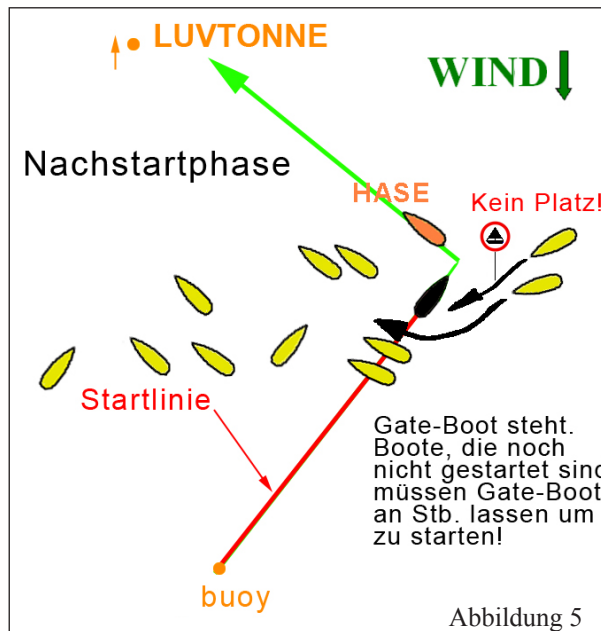 LUVTONNE
WIND
Nachstartphase
HASE
Kein Platz!
Startlinie
Gate-Boot steht.
Boote, die noch
nicht gestartet sind
müssen Gate-Boot
an Stb. lassen um
zu starten!
buoy
Abbildung 5